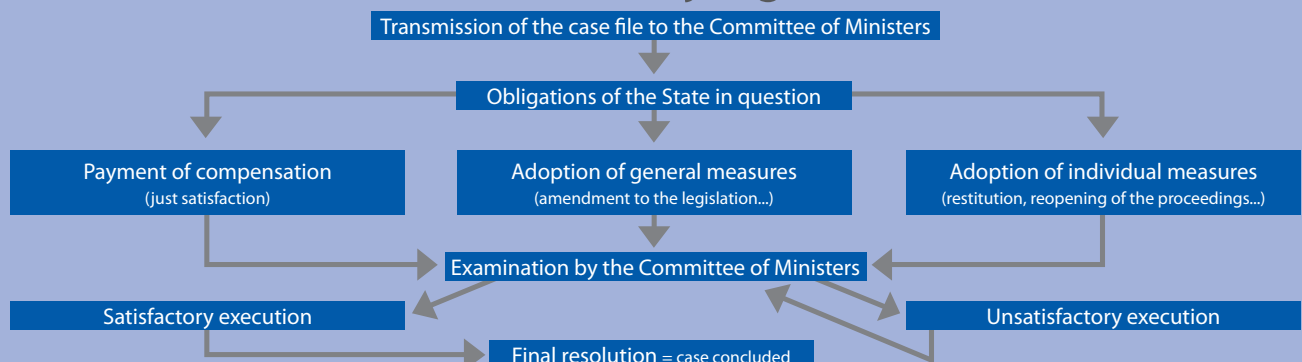 Transmission of the case file to the Committee of Ministers
Obligations of the State in question
Payment of compensation
(just satisfaction)
Adoption of general measures
(amendment to the legislation...)
Adoption of individual measures
(restitution, reopening of the proceedings...)
Examination by the Committee of Ministers
Satisfactory execution
Unsatisfactory execution
Final resolution = case concluded